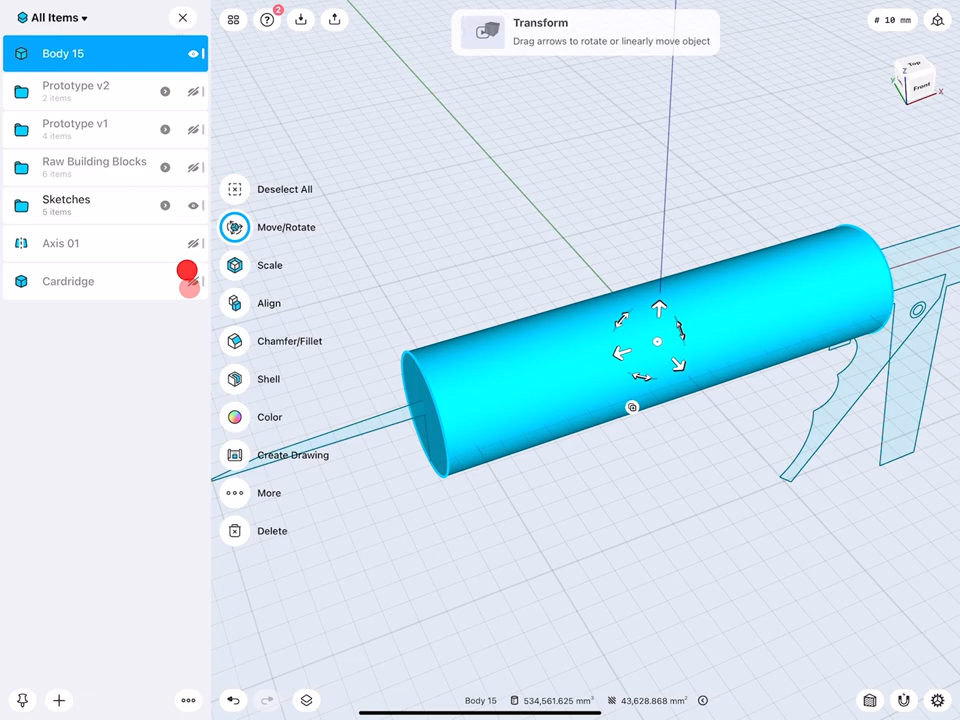 All Items
Body 15
Prototype v2
2 items
Prototype v1
4 items
Raw Building Blocks
6 items
Sketches
5 items
Axis 01
Cardridge
2
Transform
Drag arrows to rotate or linearly move object
# 10 mm
Top
Front
Z
Y
X
Deselect All
Move/Rotate
Scale
Align
Chamfer/Fillet
Shell
Color
Create Drawing
More
Delete
Body 15 534,561.625 mm³ 43,628.868 mm²